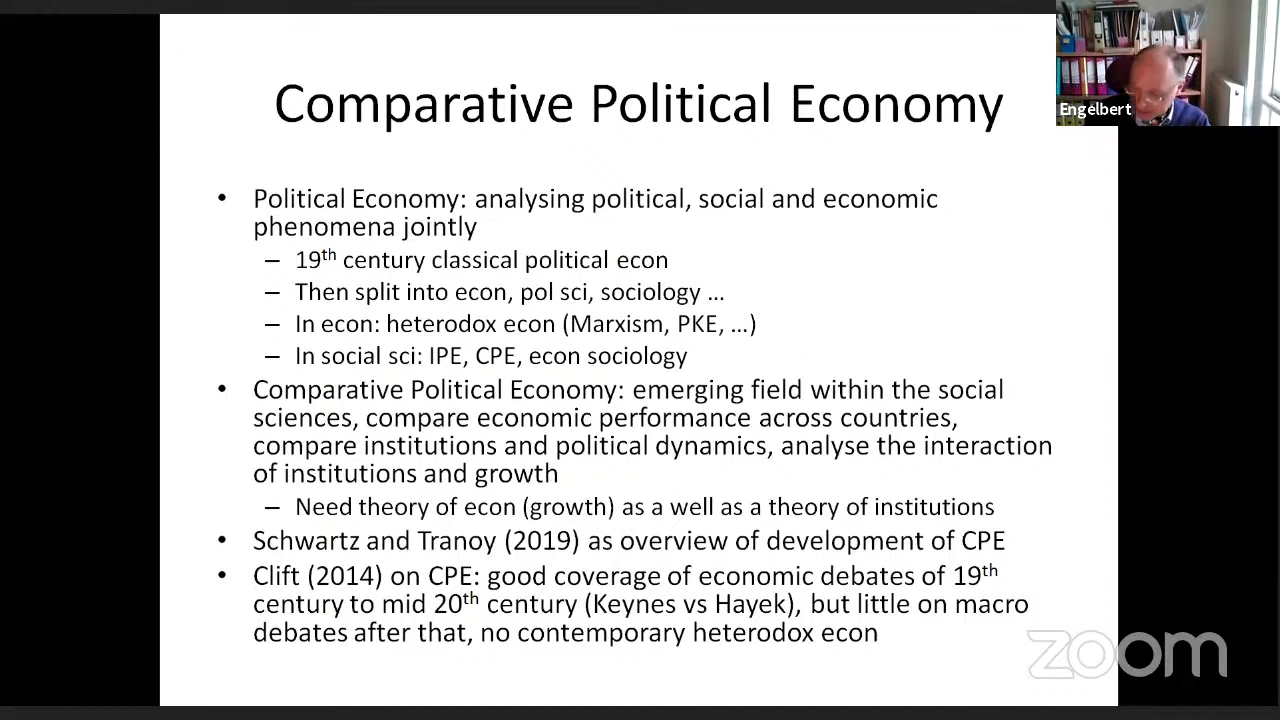 Comparative Political Economy
Engelbert
• Political Economy: analysing political, social and economic
phenomena jointly
– 19th century classical political econ
– Then split into econ, pol sci, sociology ...
– In econ: heterodox econ (Marxism, PKE, ...)
– In social sci: IPE, CPE, econ sociology
• Comparative Political Economy: emerging field within the social
sciences, compare economic performance across countries,
compare institutions and political dynamics, analyse the interaction
of institutions and growth
– Need theory of econ (growth) as a well as a theory of institutions
• Schwartz and Tranoy (2019) as overview of development of CPE
• Clift (2014) on CPE: good coverage of economic debates of 19th
century to mid 20th century (Keynes vs Hayek), but little on macro
debates after that, no contemporary heterodox econ
zoom